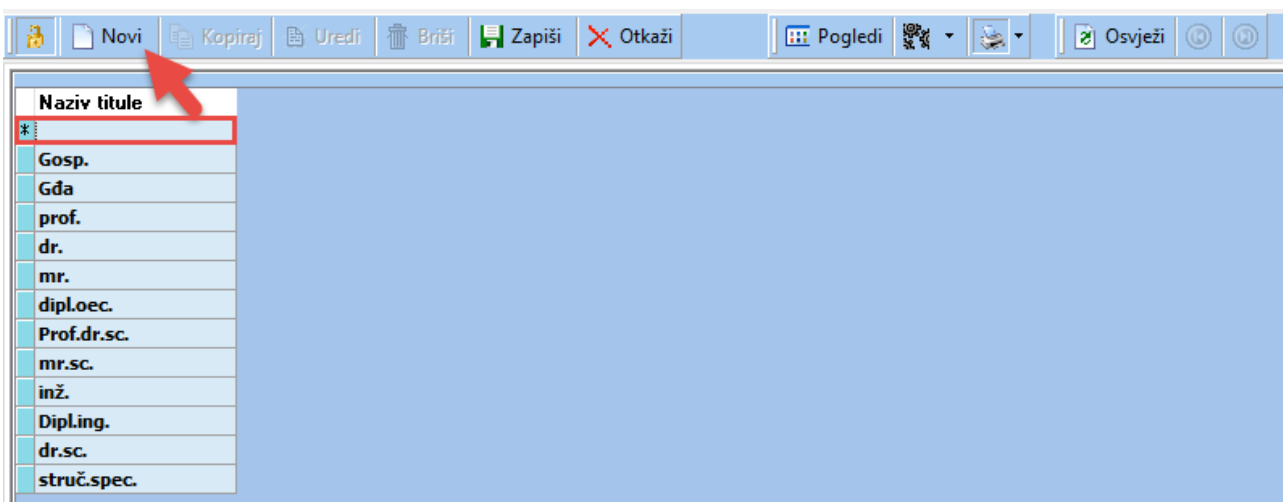 Novi Kopiraj Uredi Briši Zapiši Otkaži Pogledi Osvježi
Naziv titule
*
Gosp.
Gđa
prof.
dr.
mr.
dipl.oec.
Prof.dr.sc.
mr.sc.
inž.
Dipl.ing.
dr.sc.
struč.spec.